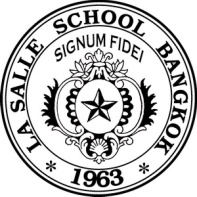 LA SALLE SCHOOL BANGKOK
SIGNUM FIDEI
* 1963 *